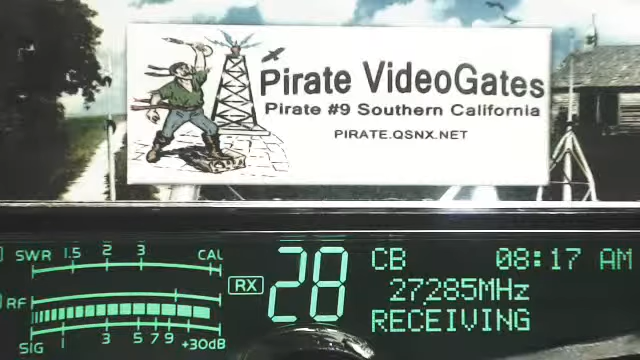 Pirate VideoGates
Pirate #9 Southern California
PIRATE.QSNX.NET
SWR 1.5 2 3 CAL
RX 28 CB 08:17 AM
RF 27285MHz
RECEIVING
1 3 5 7 9 +30dB
SIG